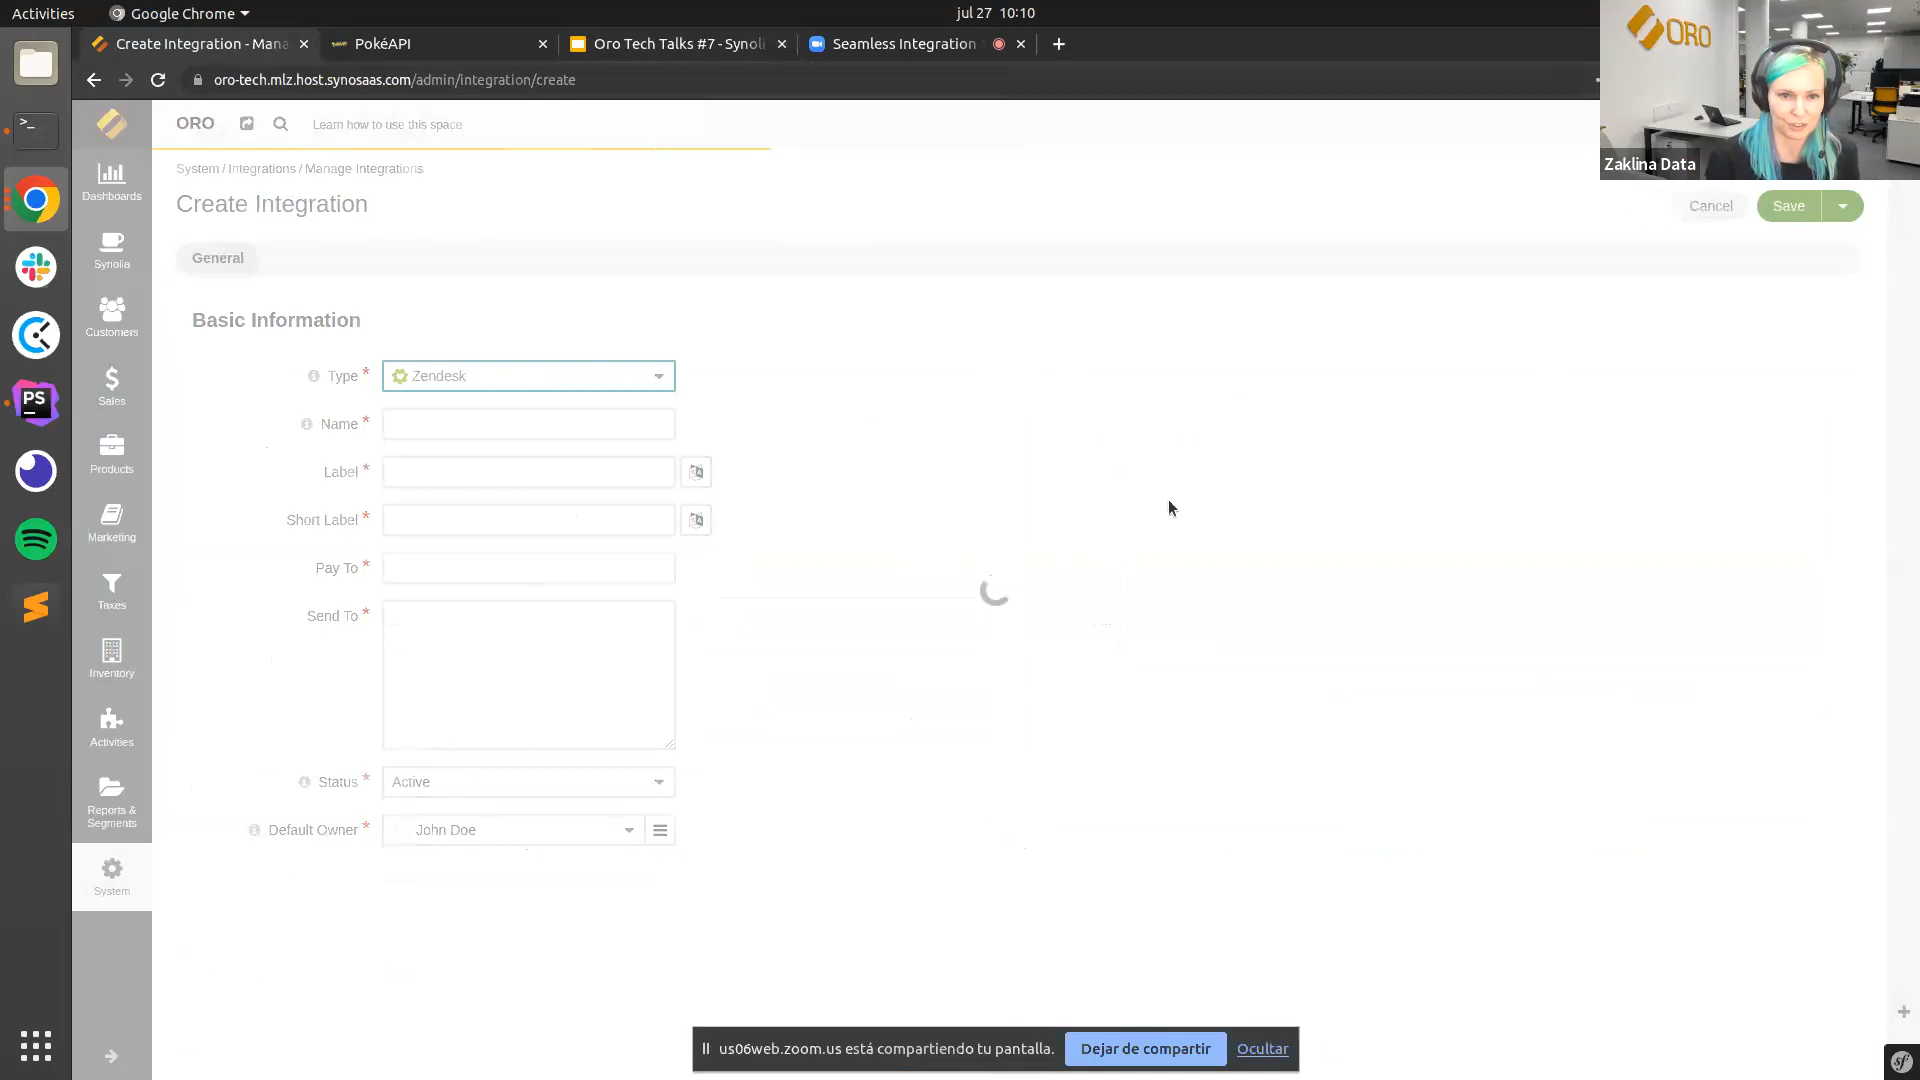 Activities
Google Chrome
jul 27 10:10
Create Integration - Mana
PokéAPI
Oro Tech Talks #7 - Synoli
Seamless Integration
oro-tech.mlz.host.synosaas.com/admin/integration/create
ORO
Zaklina Data
ORO
Learn how to use this space
System / Integrations / Manage Integrations
Create Integration
Cancel
Save
General
Basic Information
Type *
Zendesk
Name *
Label *
Short Label *
Pay To *
Send To *
Status *
Active
Default Owner *
John Doe
Dashboards
Synolia
Customers
Sales
Products
Marketing
Taxes
Inventory
Activities
Reports &
Segments
System
PS
us06web.zoom.us está compartiendo tu pantalla.
Dejar de compartir
Ocultar
sf